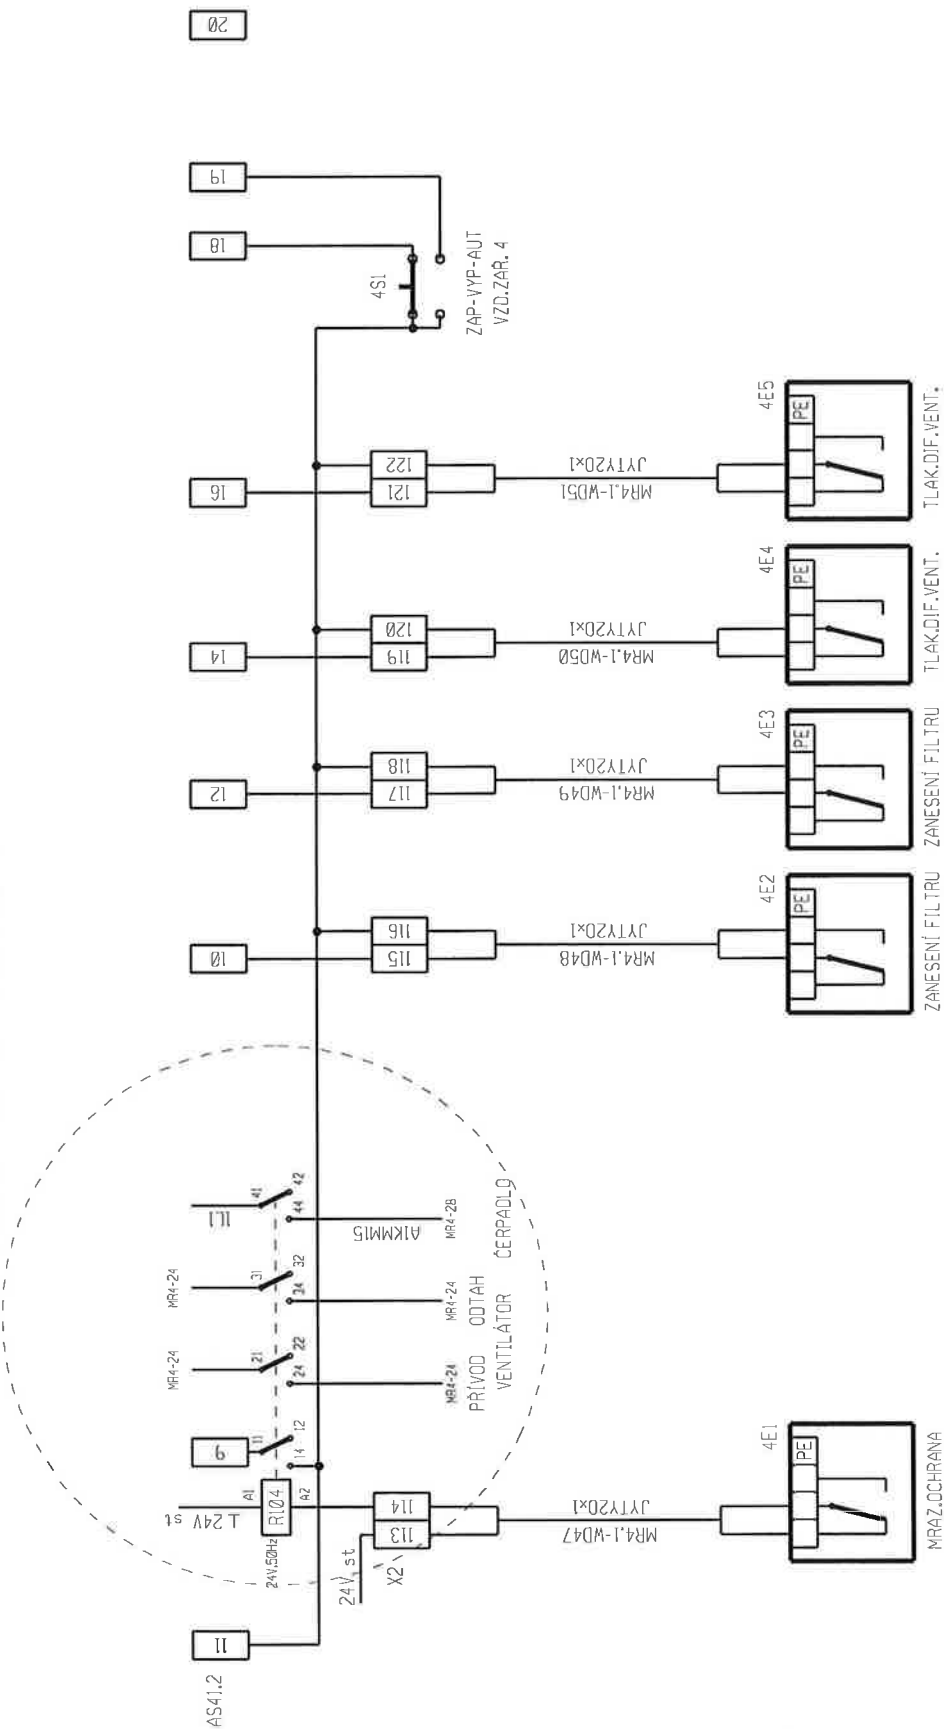 AS41.2
11
9
10
12
14
16
18
19
20
⊥24V st
A1
R104
A2
24V,50Hz
11
12
14
MR4-24
21
22
24
MR4-24
MR4-24
31
32
34
MR4-24
1L1
41
42
44
A1KMM15
MR4-28
PŘÍVOD ODTAH
VENTILÁTOR ČERPADLO
24V st
X2
113
114
115
116
117
118
119
120
121
122
4S1
ZAP-VYP-AUT
VZD.ZAŘ. 4
MR4.1-WD47
JYTY2Ox1
MR4.1-WD48
JYTY2Ox1
MR4.1-WD49
JYTY2Ox1
MR4.1-WD50
JYTY2Ox1
MR4.1-WD51
JYTY2Ox1
4E1
PE
MRAZ.OCHRANA
4E2
PE
ZANESENÍ FILTRU
4E3
PE
ZANESENÍ FILTRU
4E4
PE
TLAK.DIF.VENT.
4E5
PE
TLAK.DIF.VENT.